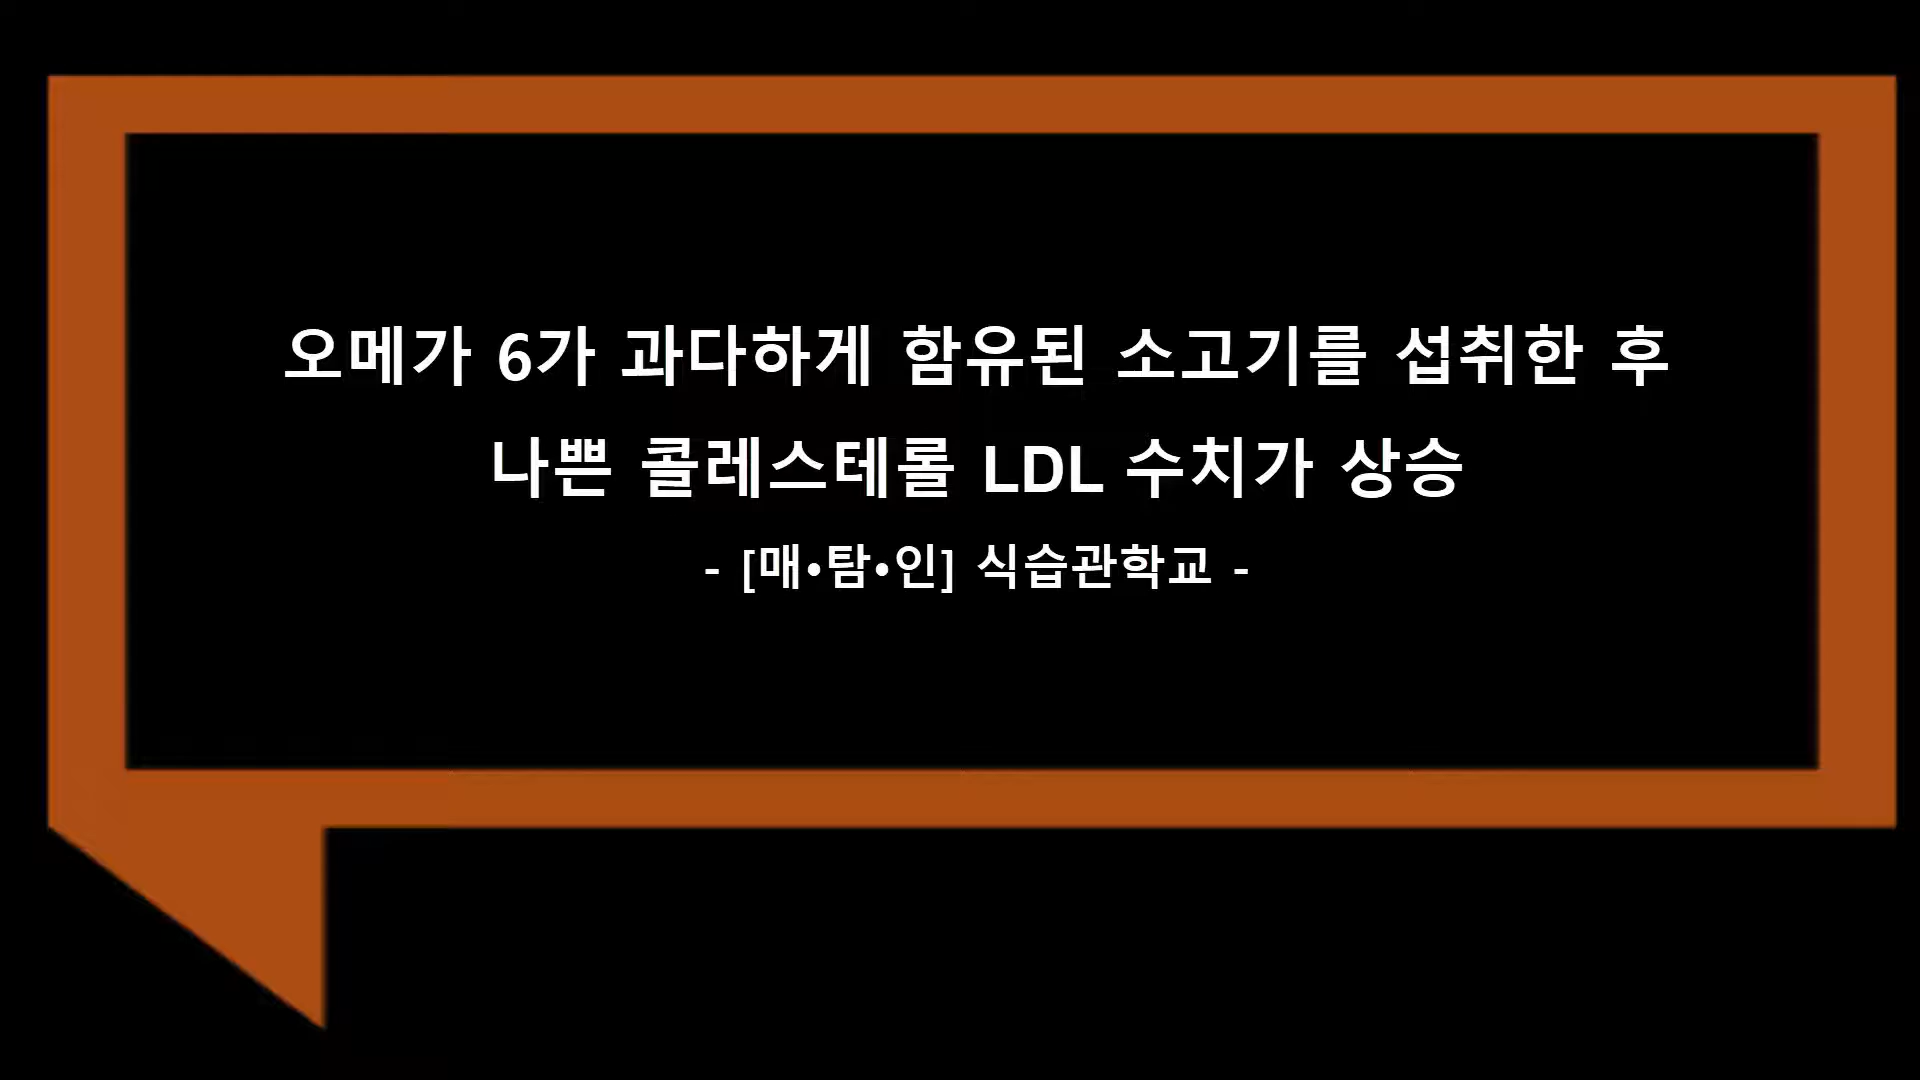 오메가 6가 과다하게 함유된 소고기를 섭취한 후
나쁜 콜레스테롤 LDL 수치가 상승
- [매•탐•인] 식습관학교 -